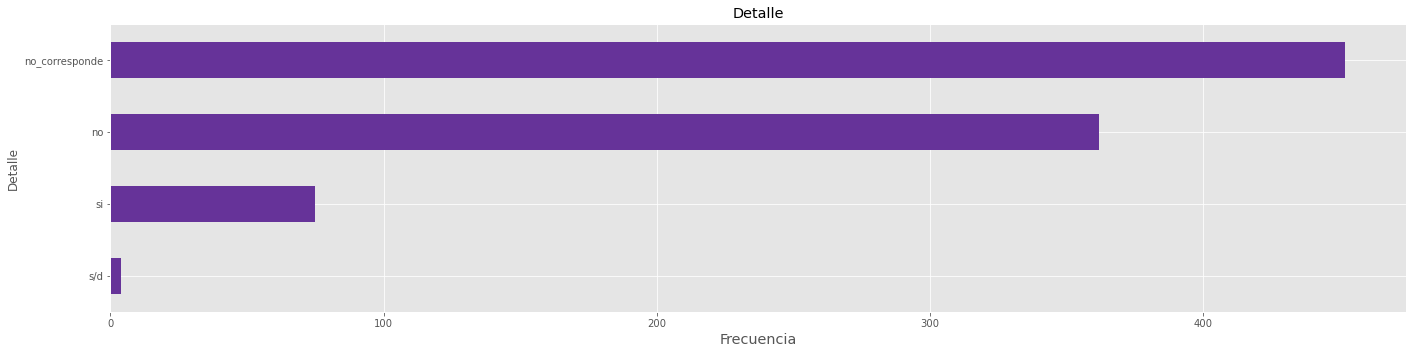 Detalle
Detalle
no_corresponde
no
si
s/d
0 100 200 300 400
Frecuencia